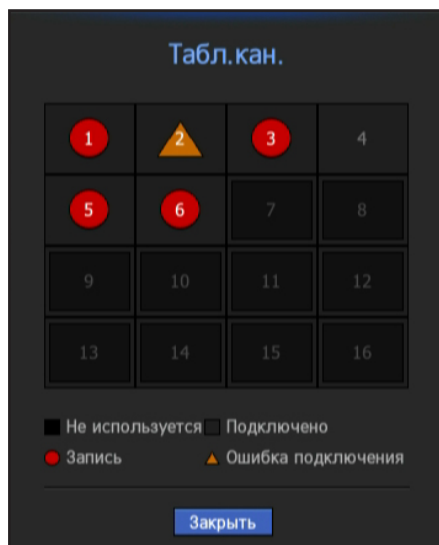 Табл.кан.
1 2 3 4
5 6 7 8
9 10 11 12
13 14 15 16
Не используется Подключено
Запись Ошибка подключения
Закрыть